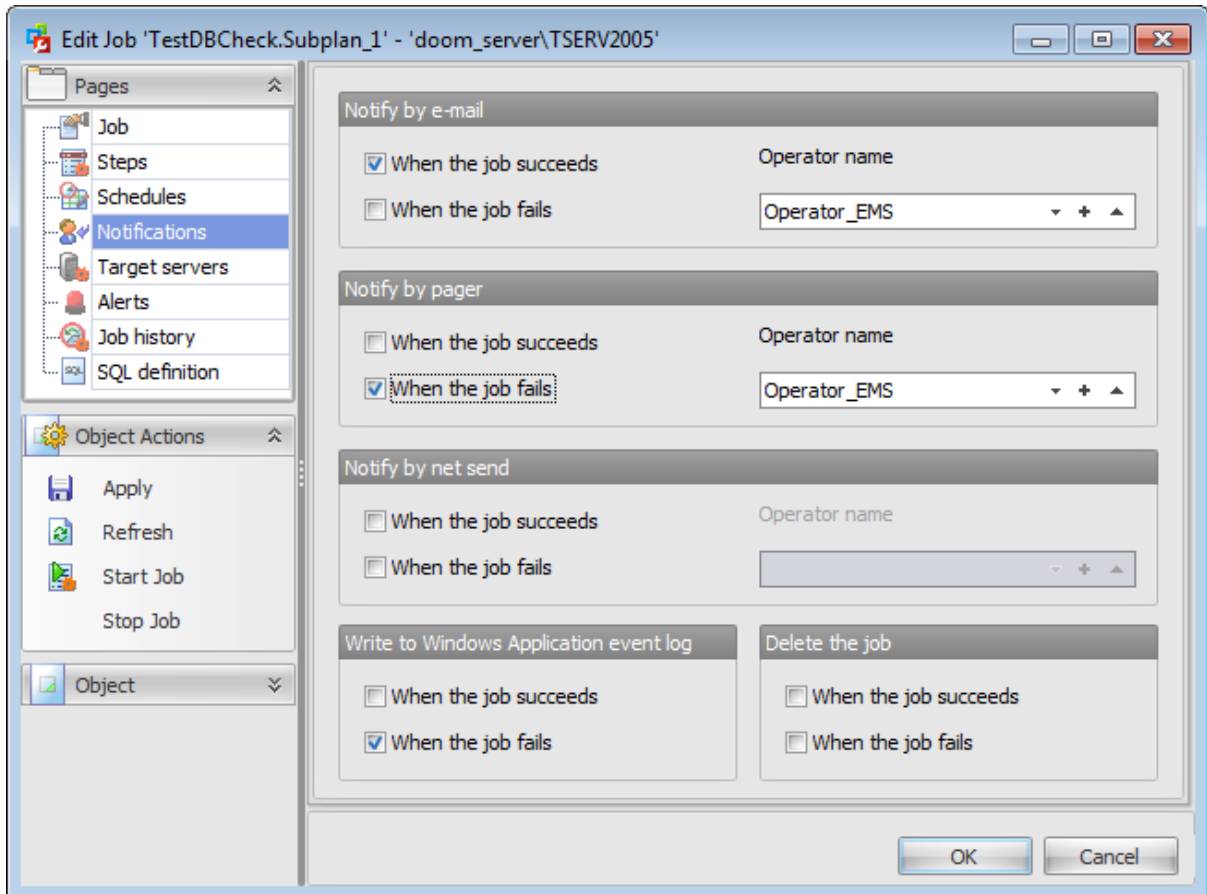 Edit Job 'TestDBCheck.Subplan_1' - 'doom_server\TSERV2005'
Pages
Job
Steps
Schedules
Notifications
Target servers
Alerts
Job history
SQL
SQL definition
Object Actions
Apply
Refresh
Start Job
Stop Job
Object
Notify by e-mail
When the job succeeds
Operator name
When the job fails
Operator_EMS
Notify by pager
When the job succeeds
Operator name
When the job fails
Operator_EMS
Notify by net send
When the job succeeds
Operator name
When the job fails
Write to Windows Application event log
When the job succeeds
When the job fails
Delete the job
When the job succeeds
When the job fails
OK
Cancel